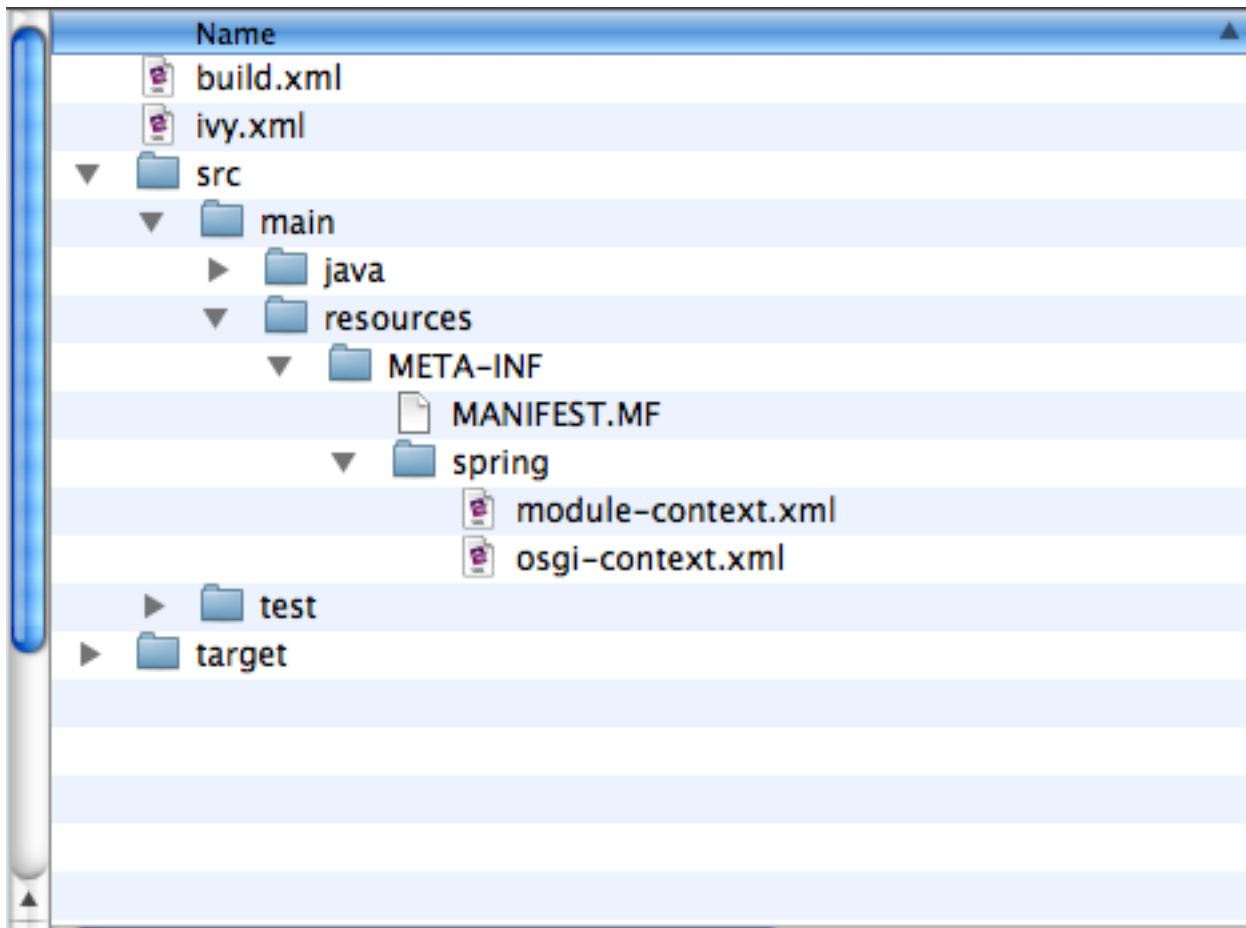 Name
build.xml
ivy.xml
src
main
java
resources
META-INF
MANIFEST.MF
spring
module-context.xml
osgi-context.xml
test
target